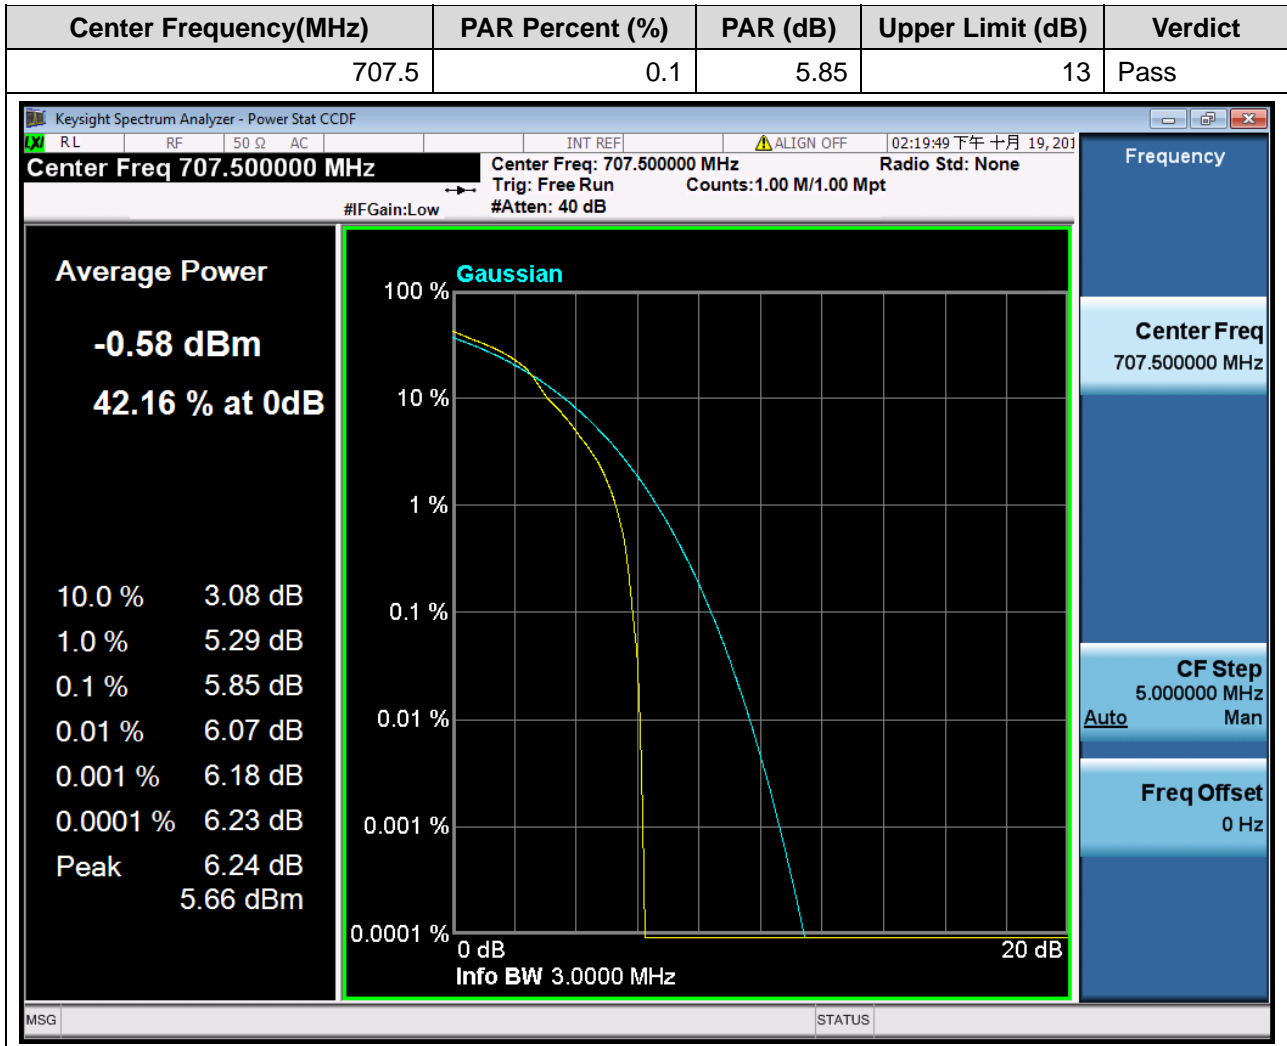 Center Frequency(MHz) PAR Percent (%) PAR (dB) Upper Limit (dB) Verdict
707.5 0.1 5.85 13 Pass
Keysight Spectrum Analyzer - Power Stat CCDF
LXI RL RF 50 Ω AC INT REF ALIGN OFF 02:19:49 下午 十月 19, 201
Center Freq 707.500000 MHz
Center Freq: 707.500000 MHz Radio Std: None
Trig: Free Run Counts:1.00 M/1.00 Mpt
#IFGain:Low #Atten: 40 dB
Frequency
Average Power
-0.58 dBm
42.16 % at 0dB
10.0 % 3.08 dB
1.0 % 5.29 dB
0.1 % 5.85 dB
0.01 % 6.07 dB
0.001 % 6.18 dB
0.0001 % 6.23 dB
Peak 6.24 dB
5.66 dBm
Gaussian
100 %
10 %
1 %
0.1 %
0.01 %
0.001 %
0.0001 %
0 dB 20 dB
Info BW 3.0000 MHz
Center Freq
707.500000 MHz
CF Step
5.000000 MHz
Auto Man
Freq Offset
0 Hz
MSG STATUS